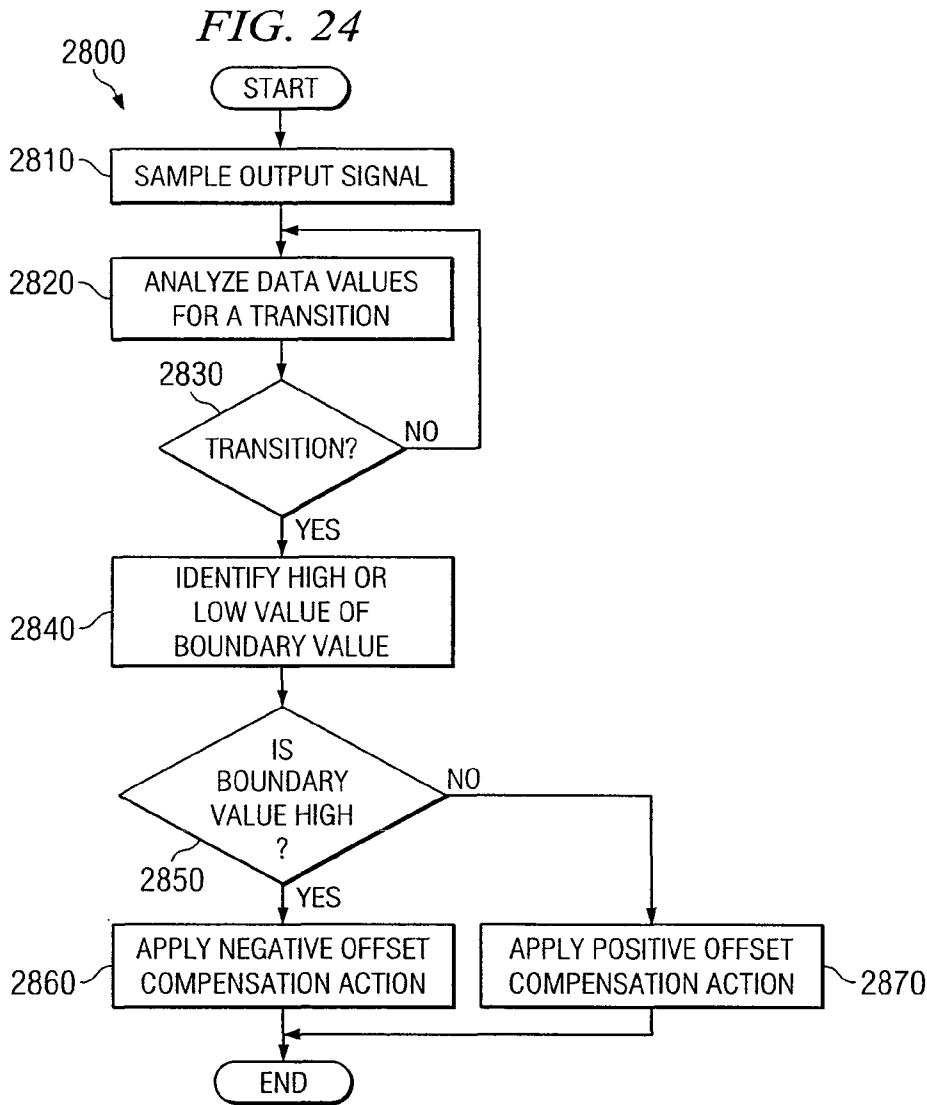 FIG. 24
2800
START
2810
SAMPLE OUTPUT SIGNAL
2820
ANALYZE DATA VALUES
FOR A TRANSITION
2830
TRANSITION?
NO
YES
2840
IDENTIFY HIGH OR
LOW VALUE OF
BOUNDARY VALUE
IS
BOUNDARY
VALUE HIGH
?
NO
2850
YES
2860
APPLY NEGATIVE OFFSET
COMPENSATION ACTION
APPLY POSITIVE OFFSET
COMPENSATION ACTION
2870
END